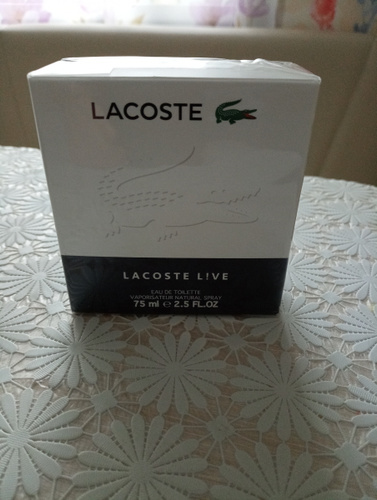 LACOSTE
LACOSTE L!VE
EAU DE TOILETTE
VAPORISATEUR NATURAL SPRAY
75 ml ℮ 2.5 FL.OZ